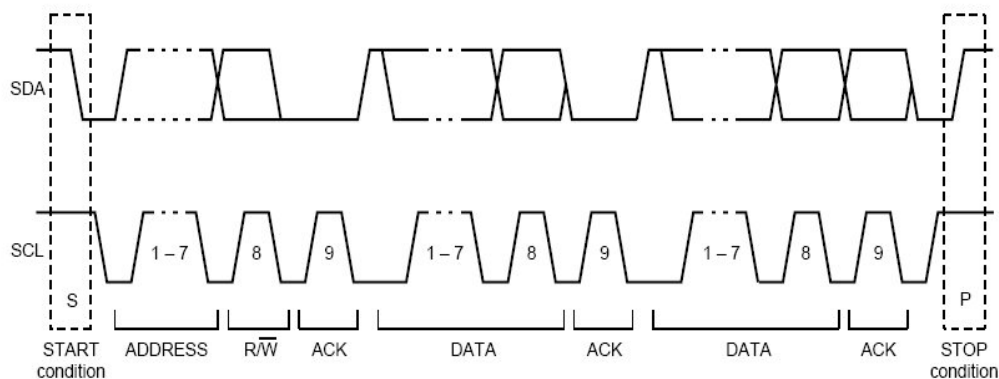 SDA
SCL
1 – 7 8 9 1 – 7 8 9 1 – 7 8 9
S P
START condition ADDRESS R/W̅ ACK DATA ACK DATA ACK STOP condition